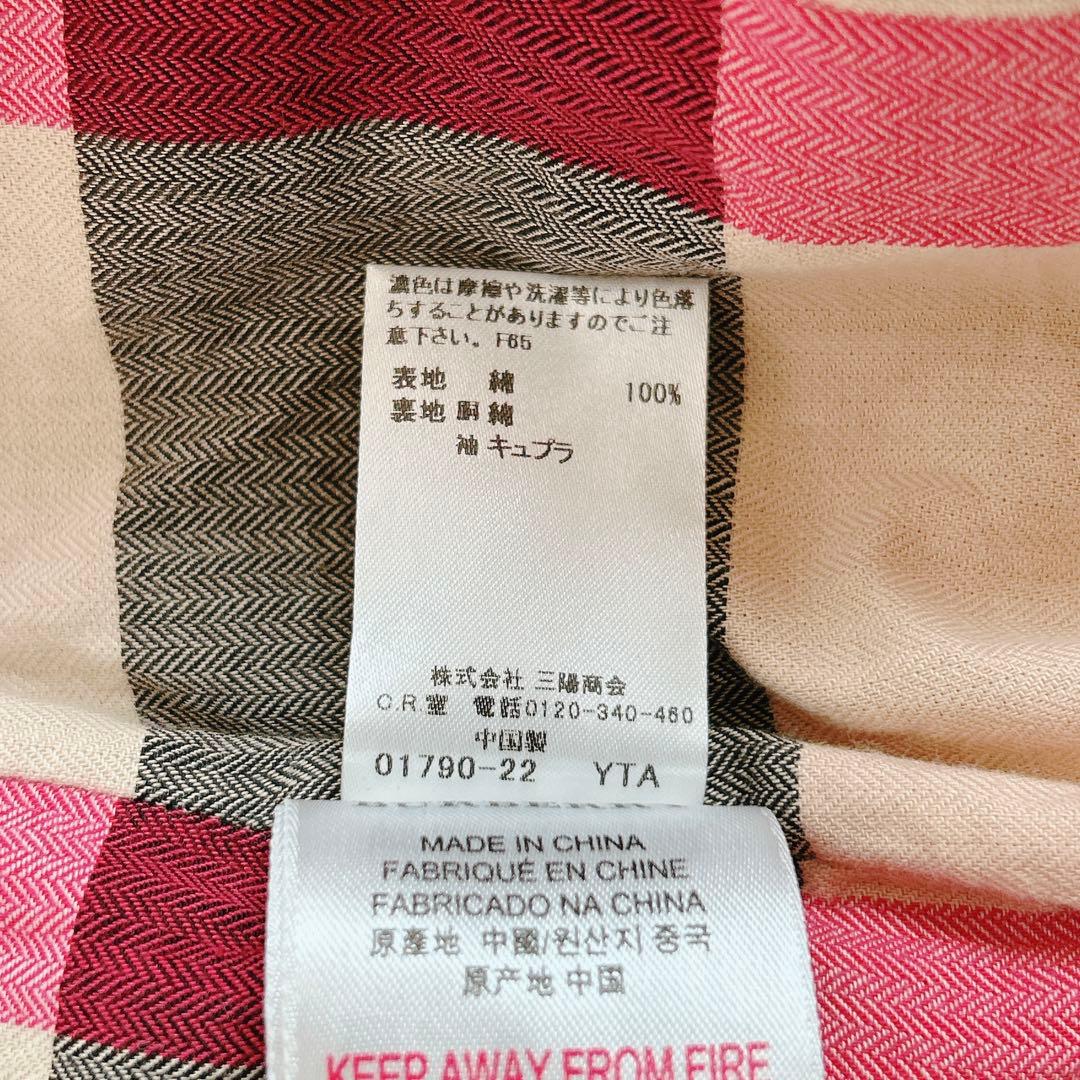 濃色は摩擦や洗濯等により色落
ちすることがありますのでご注
意下さい。F65
表地 綿 100%
裏地 胴 綿
袖 キュプラ
株式会社 三陽商会
C.R.室 電話0120-340-460
中国製
01790-22 YTA
MADE IN CHINA
FABRIQUÉ EN CHINE
FABRICADO NA CHINA
原產地 中國/원산지 중국
原产地 中国
KEEP AWAY FROM FIRE